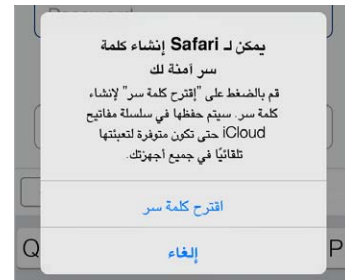 Password
يمكن لـ Safari إنشاء كلمة
سر آمنة لك
قم بالضغط على "إقترح كلمة سر" لإنشاء
كلمة سر. سيتم حفظها في سلسلة مفاتيح
iCloud حتى تكون متوفرة لتعبئتها
تلقائيًا في جميع أجهزتك.
اقترح كلمة سر
Q
إلغاء
P